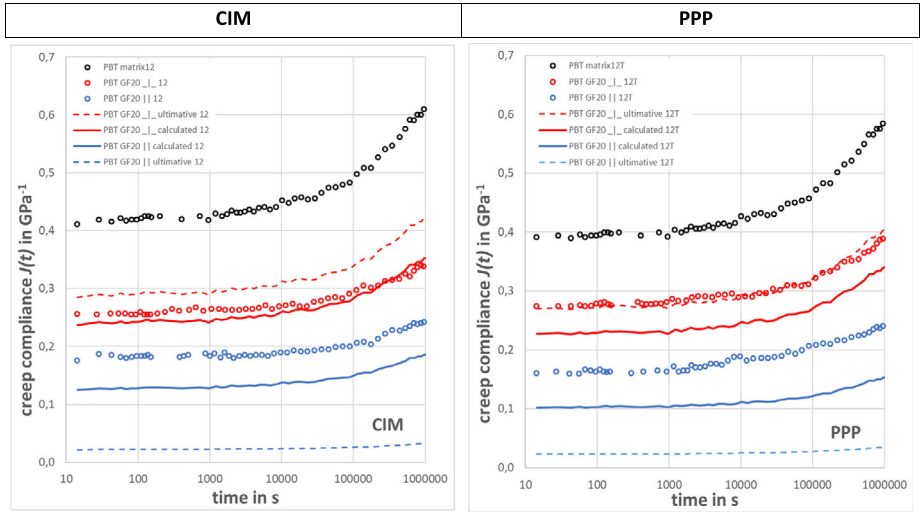 CIM
PPP
0,7
0,6
0,5
0,4
0,3
0,2
0,1
0,0
creep compliance J(t) in GPa-1
PBT matrix12
PBT GF20 _|_ 12
PBT GF20 || 12
PBT GF20 _|_ ultimative 12
PBT GF20 _|_ calculated 12
PBT GF20 || calculated 12
PBT GF20 || ultimative 12
CIM
10
100
1000
10000
100000
1000000
time in s
0,7
0,6
0,5
0,4
0,3
0,2
0,1
0,0
creep compliance J(t) in GPa-1
PBT matrix12T
PBT GF20 _|_ 12T
PBT GF20 || 12T
PBT GF20 _|_ ultimative 12T
PBT GF20 _|_ calculated 12T
PBT GF20 || calculated 12T
PBT GF20 || ultimative 12T
PPP
10
100
1000
10000
100000
1000000
time in s